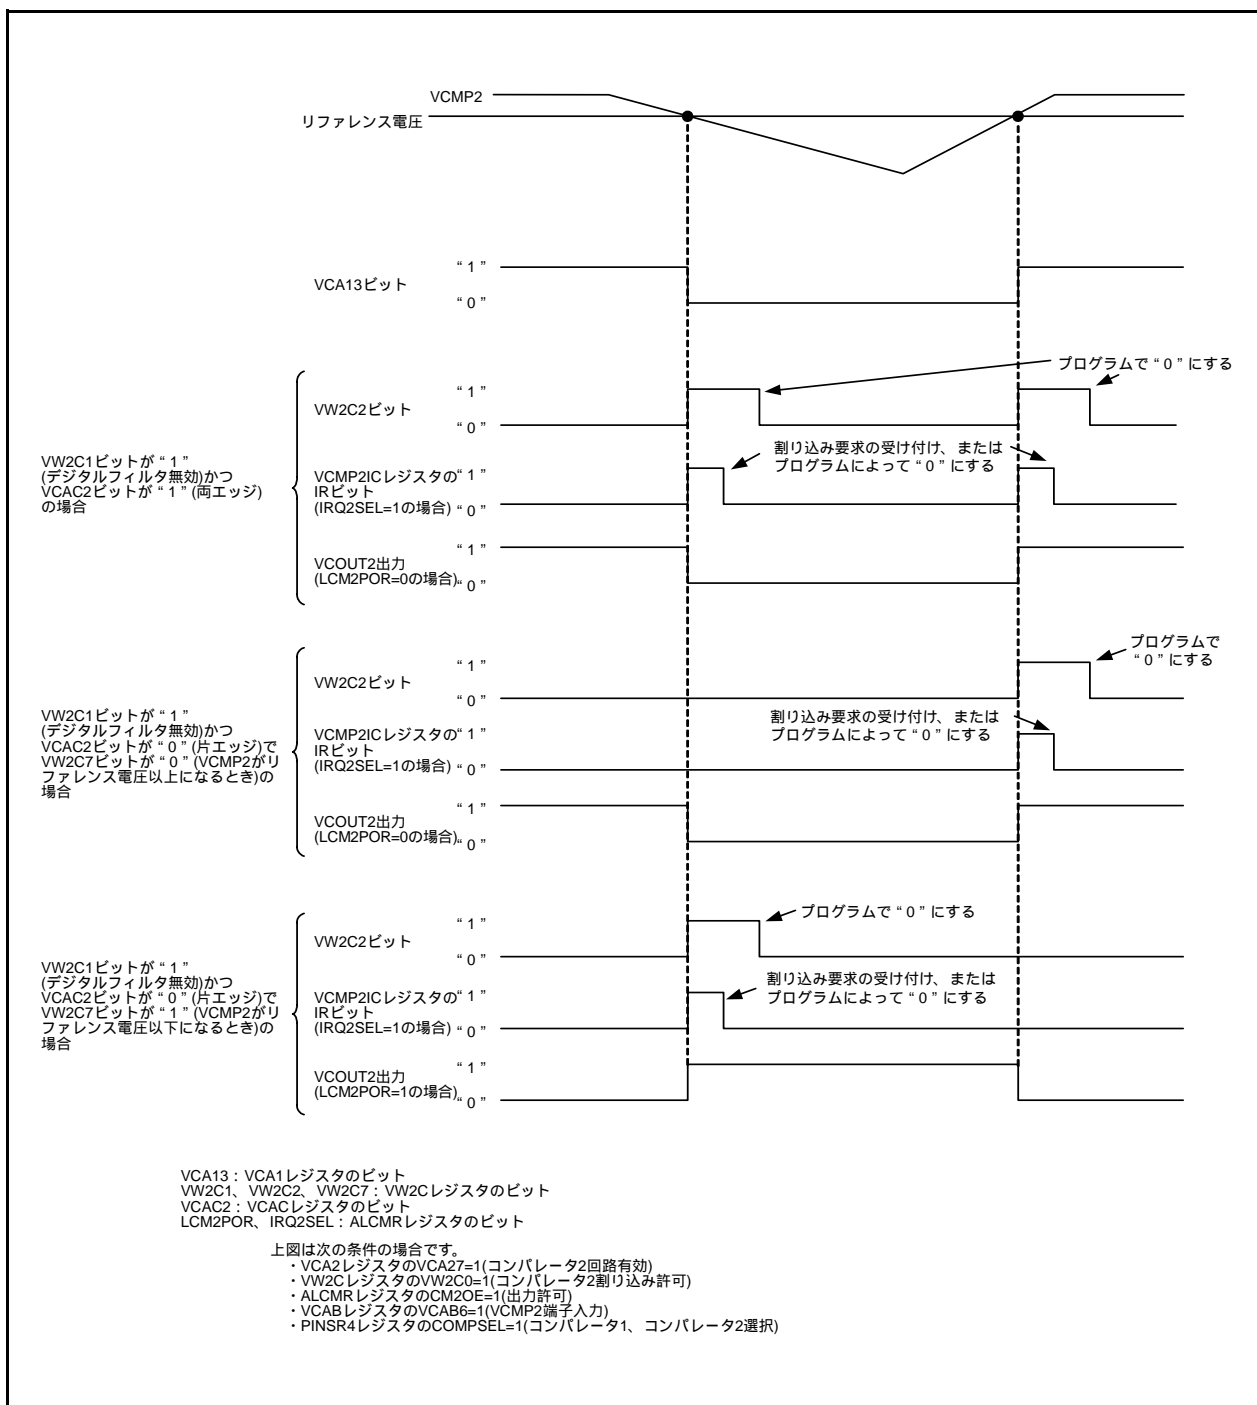 VCMP2
リファレンス電圧
“ 1 ”
VCA13ビット
“ 0 ”
プログラムで “ 0 ” にする
“ 1 ”
VW2C2ビット
“ 0 ”
割り込み要求の受け付け、または
プログラムによって “ 0 ” にする
VW2C1ビットが “ 1 ”
(デジタルフィルタ無効)かつ
VCAC2ビットが “ 1 ” (両エッジ)
の場合
VCMP2ICレジスタの “ 1 ”
IRビット
(IRQ2SEL=1の場合) “ 0 ”
“ 1 ”
VCOUT2出力
(LCM2POR=0の場合) “ 0 ”
プログラムで
“ 0 ” にする
“ 1 ”
VW2C2ビット
“ 0 ”
割り込み要求の受け付け、または
プログラムによって “ 0 ” にする
VW2C1ビットが “ 1 ”
(デジタルフィルタ無効)かつ
VCAC2ビットが “ 0 ” (片エッジ)で
VW2C7ビットが “ 0 ” (VCMP2がリ
ファレンス電圧以上になるとき)の
場合
VCMP2ICレジスタの “ 1 ”
IRビット
(IRQ2SEL=1の場合) “ 0 ”
“ 1 ”
VCOUT2出力
(LCM2POR=0の場合) “ 0 ”
プログラムで “ 0 ” にする
“ 1 ”
VW2C2ビット
“ 0 ”
割り込み要求の受け付け、または
プログラムによって “ 0 ” にする
VW2C1ビットが “ 1 ”
(デジタルフィルタ無効)かつ
VCAC2ビットが “ 0 ” (片エッジ)で
VW2C7ビットが “ 1 ” (VCMP2がリ
ファレンス電圧以下になるとき)の
場合
VCMP2ICレジスタの “ 1 ”
IRビット
(IRQ2SEL=1の場合) “ 0 ”
“ 1 ”
VCOUT2出力
(LCM2POR=1の場合) “ 0 ”
VCA13：VCA1レジスタのビット
VW2C1、VW2C2、VW2C7：VW2Cレジスタのビット
VCAC2：VCACレジスタのビット
LCM2POR、IRQ2SEL：ALCMRレジスタのビット
上図は次の条件の場合です。
・VCA2レジスタのVCA27=1(コンパレータ2回路有効)
・VW2CレジスタのVW2C0=1(コンパレータ2割り込み許可)
・ALCMRレジスタのCM2OE=1(出力許可)
・VCABレジスタのVCAB6=1(VCMP2端子入力)
・PINSR4レジスタのCOMPSEL=1(コンパレータ1、コンパレータ2選択)